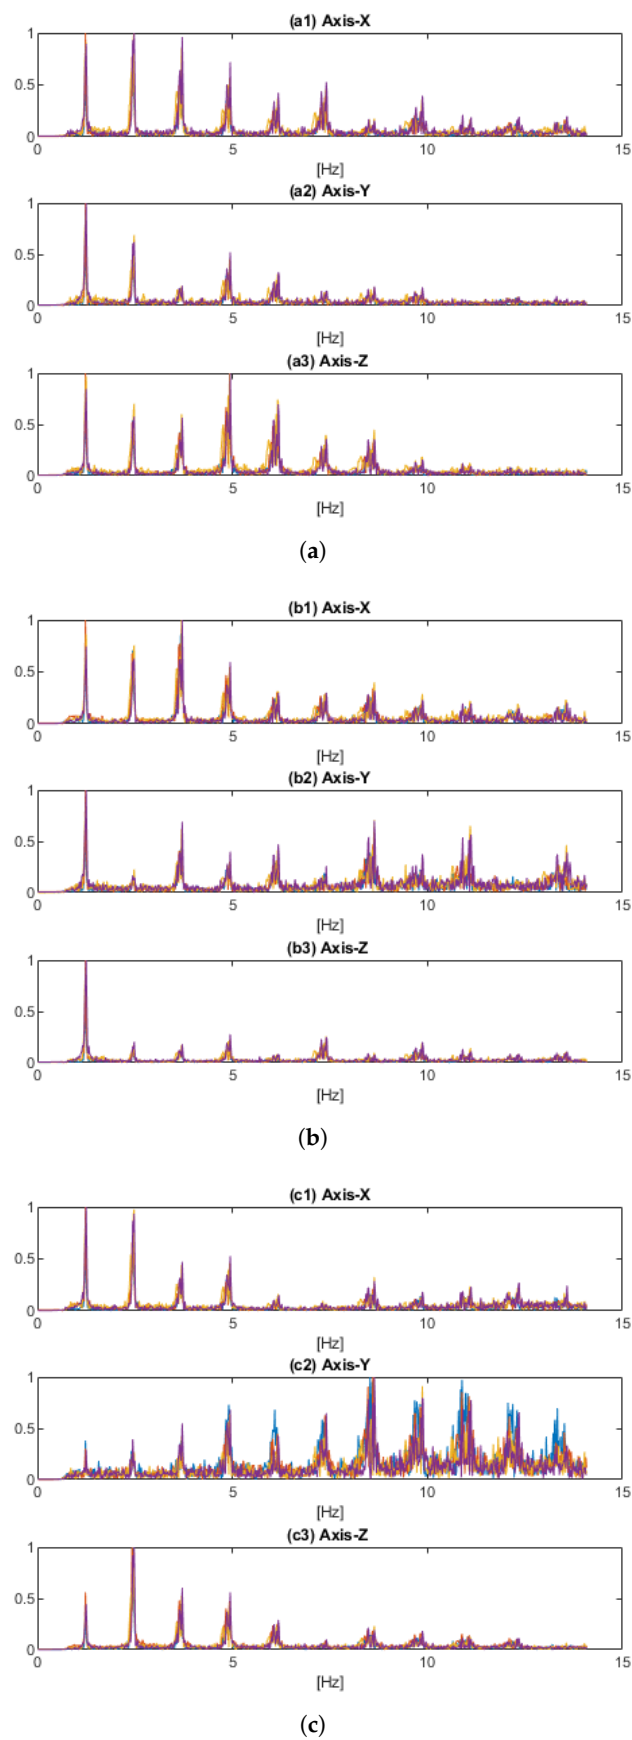 (a1) Axis-X
1
0.5
0
0 5 10 15
[Hz]
(a2) Axis-Y
1
0.5
0
0 5 10 15
[Hz]
(a3) Axis-Z
1
0.5
0
0 5 10 15
[Hz]
(a)
(b1) Axis-X
1
0.5
0
0 5 10 15
[Hz]
(b2) Axis-Y
1
0.5
0
0 5 10 15
[Hz]
(b3) Axis-Z
1
0.5
0
0 5 10 15
[Hz]
(b)
(c1) Axis-X
1
0.5
0
0 5 10 15
[Hz]
(c2) Axis-Y
1
0.5
0
0 5 10 15
[Hz]
(c3) Axis-Z
1
0.5
0
0 5 10 15
[Hz]
(c)